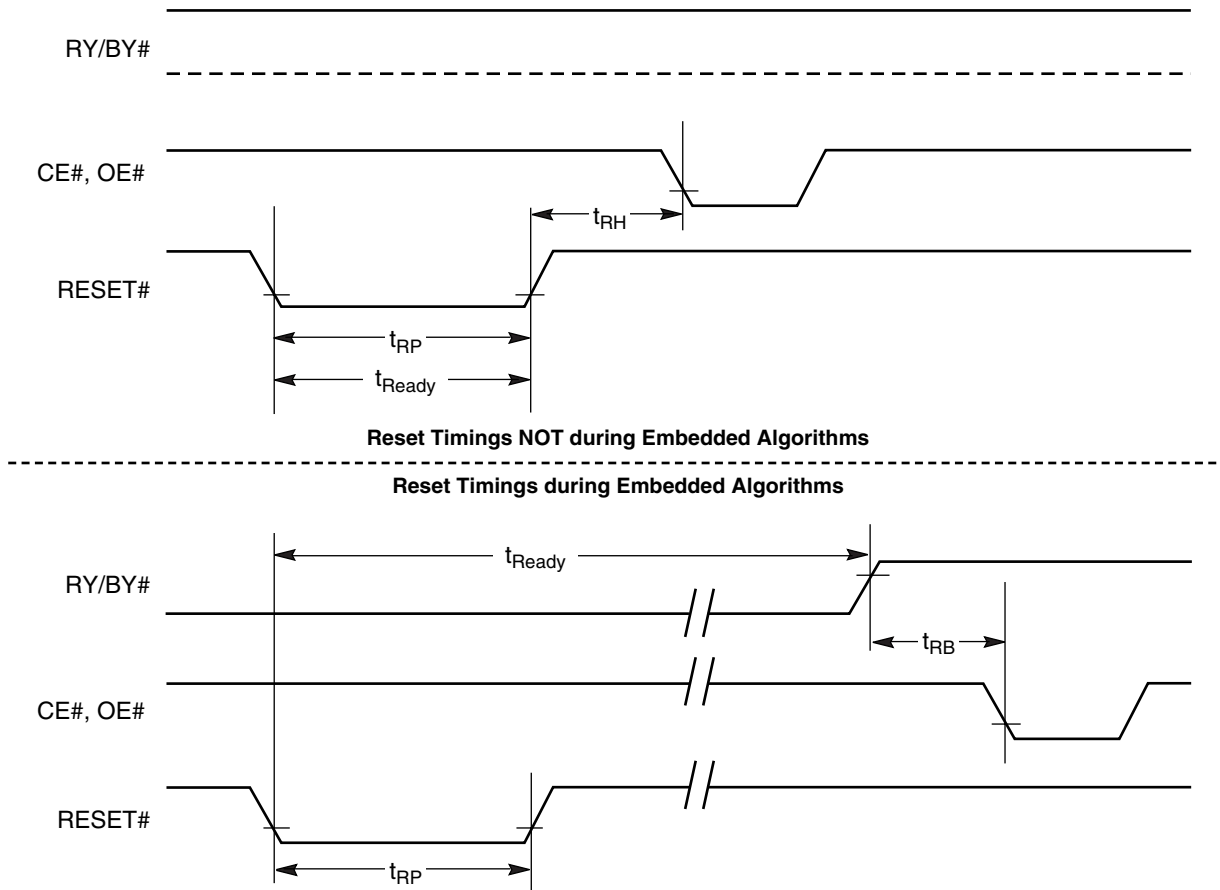 RY/BY#
CE#, OE#
tRH
RESET#
tRP
tReady
Reset Timings NOT during Embedded Algorithms
Reset Timings during Embedded Algorithms
tReady
RY/BY#
tRB
CE#, OE#
RESET#
tRP